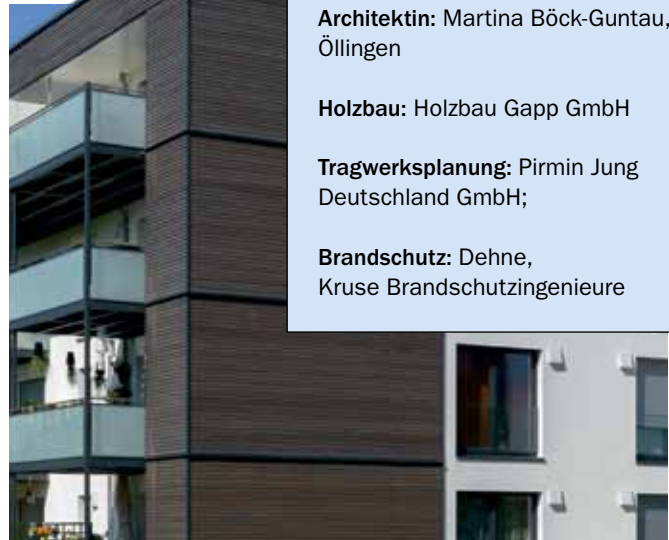 Architektin: Martina Böck-Guntau,
Öllingen
Holzbau: Holzbau Gapp GmbH
Tragwerksplanung: Pirmin Jung
Deutschland GmbH;
Brandschutz: Dehne,
Kruse Brandschutzingenieure